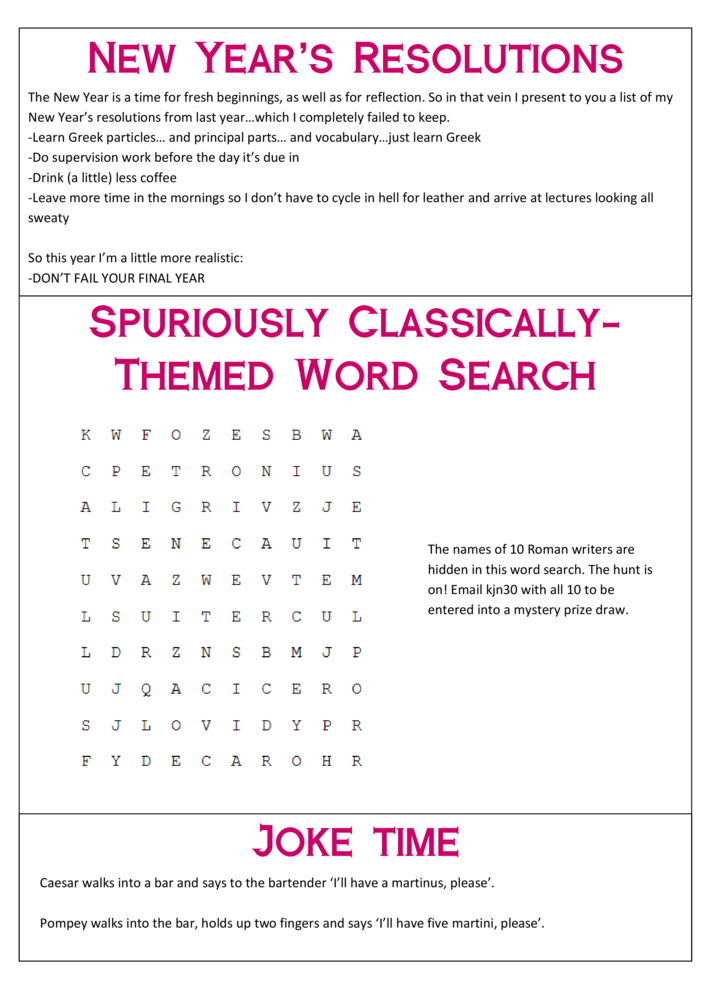 New Year's Resolutions
The New Year is a time for fresh beginnings, as well as for reflection. So in that vein I present to you a list of my
New Year's resolutions from last year…which I completely failed to keep.
-Learn Greek particles… and principal parts… and vocabulary…just learn Greek
-Do supervision work before the day it's due in
-Drink (a little) less coffee
-Leave more time in the mornings so I don't have to cycle in hell for leather and arrive at lectures looking all
sweaty
So this year I'm a little more realistic:
-DON'T FAIL YOUR FINAL YEAR
Spuriously Classically-
Themed Word Search
K W F O Z E S B W A
C P E T R O N I U S
A L I G R I V Z J E
T S E N E C A U I T
U V A Z W E V T E M
L S U I T E R C U L
L D R Z N S B M J P
U J Q A C I C E R O
S J L O V I D Y P R
F Y D E C A R O H R
The names of 10 Roman writers are
hidden in this word search. The hunt is
on! Email kjn30 with all 10 to be
entered into a mystery prize draw.
Joke time
Caesar walks into a bar and says to the bartender 'I'll have a martinus, please'.
Pompey walks into the bar, holds up two fingers and says 'I'll have five martini, please'.